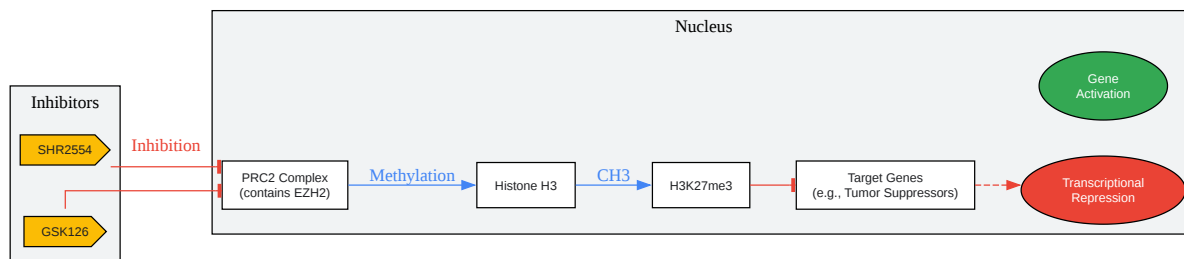 Nucleus
Gene
Activation
Inhibitors
SHR2554
Inhibition
PRC2 Complex
(contains EZH2)
Methylation
Histone H3
CH3
H3K27me3
Target Genes
(e.g., Tumor Suppressors)
Transcriptional
Repression
GSK126